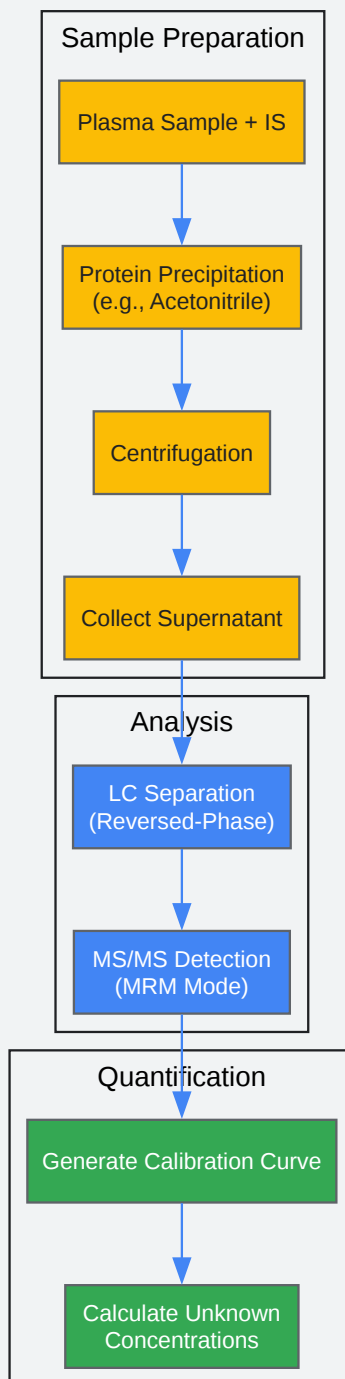 Sample Preparation
Plasma Sample + IS
Protein Precipitation
(e.g., Acetonitrile)
Centrifugation
Collect Supernatant
Analysis
LC Separation
(Reversed-Phase)
MS/MS Detection
(MRM Mode)
Quantification
Generate Calibration Curve
Calculate Unknown
Concentrations